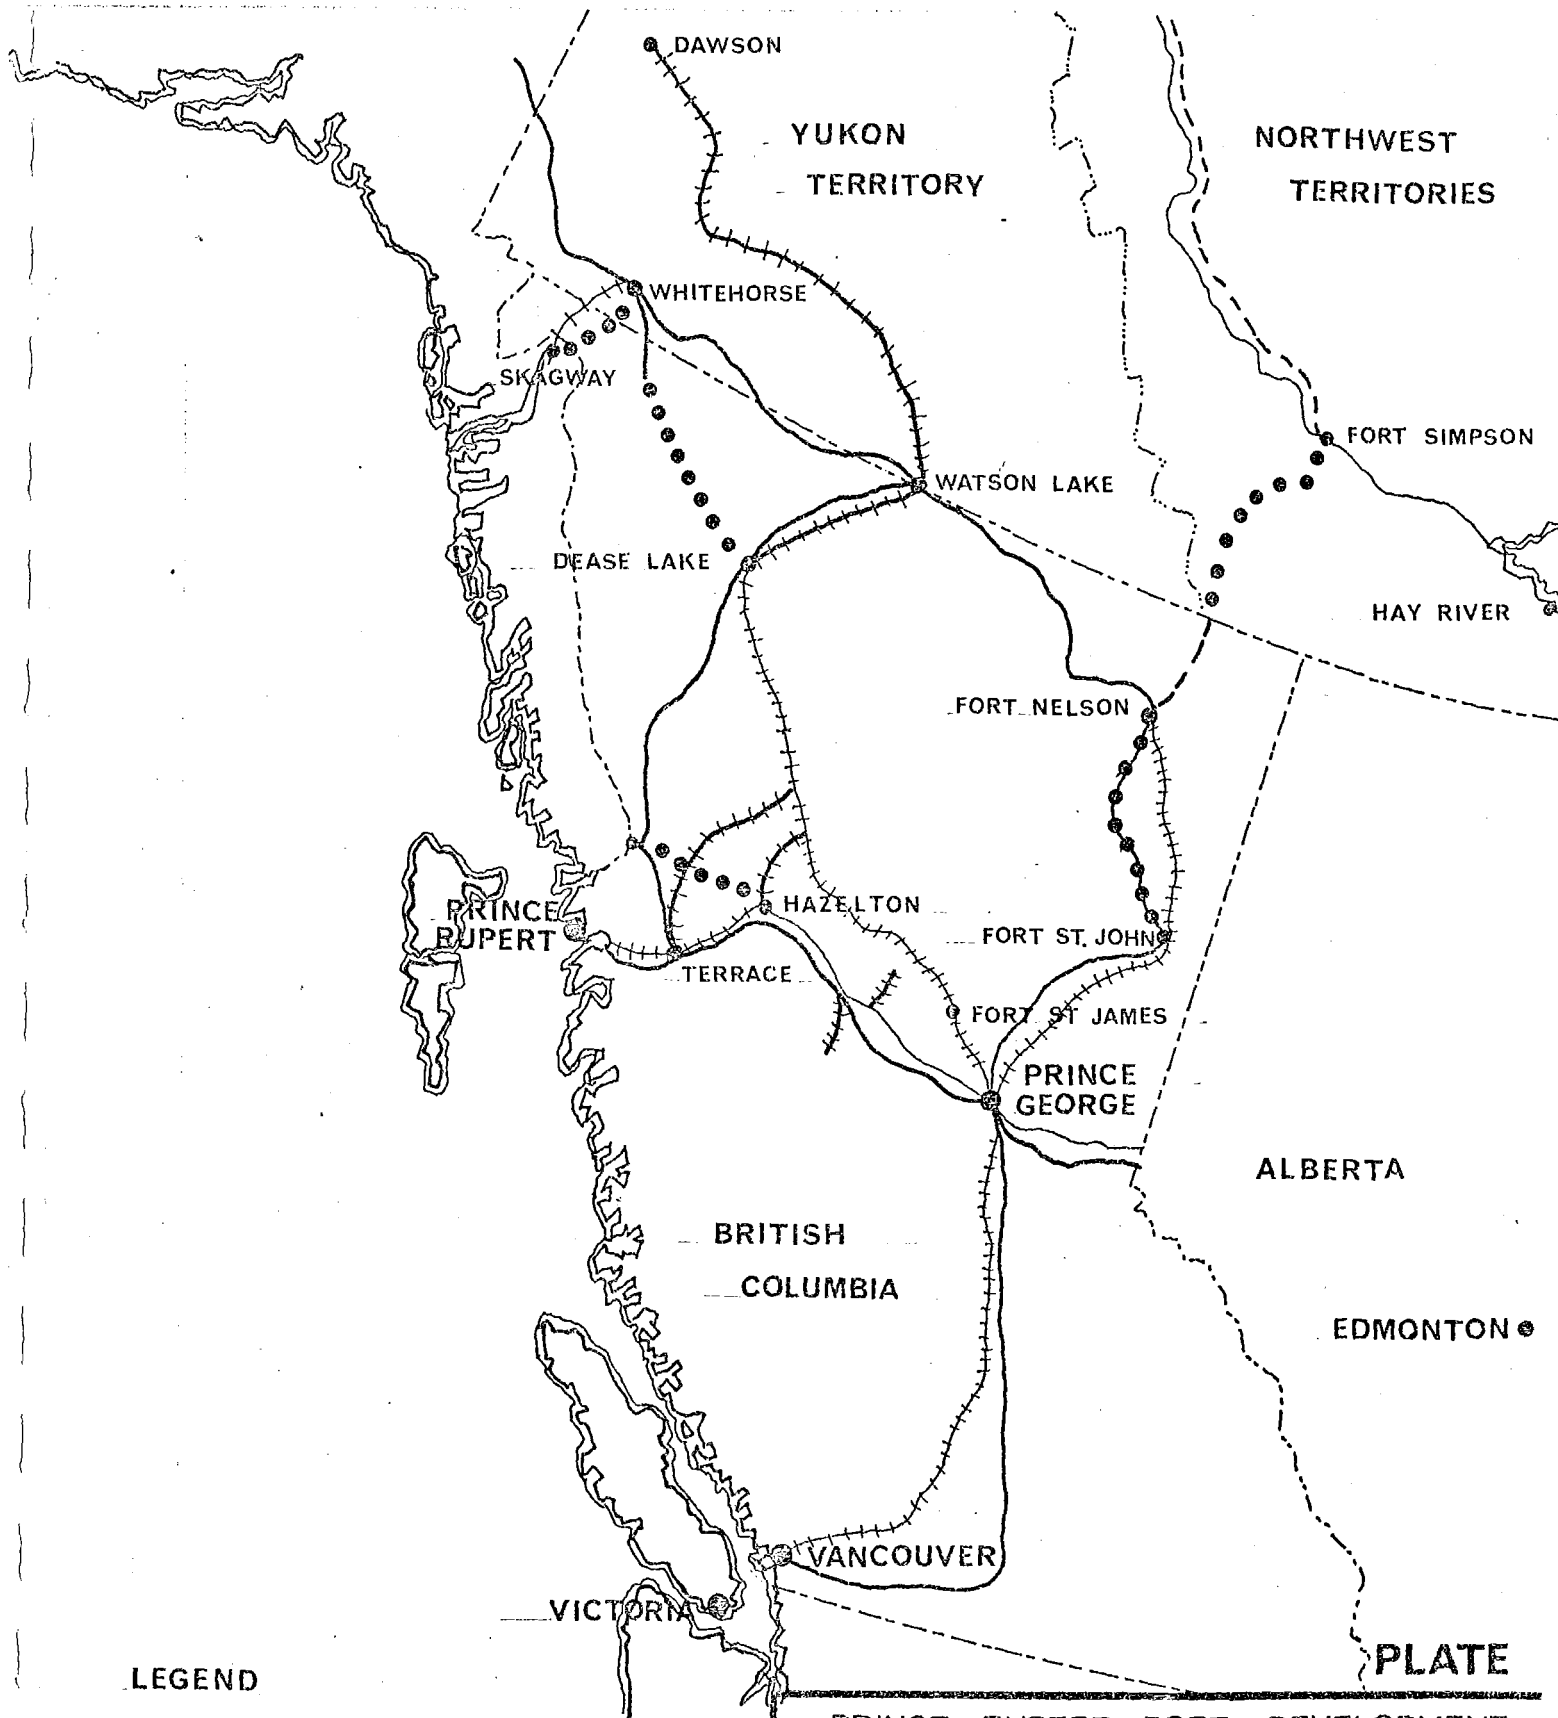 DAWSON
YUKON
TERRITORY
NORTHWEST
TERRITORIES
WHITEHORSE
SKAGWAY
FORT SIMPSON
WATSON LAKE
DEASE LAKE
HAY RIVER
FORT NELSON
HAZELTON
PRINCE
RUPERT
FORT ST. JOHN
TERRACE
FORT ST JAMES
PRINCE
GEORGE
ALBERTA
BRITISH
COLUMBIA
EDMONTON
VANCOUVER
VICTORIA
LEGEND
PLATE